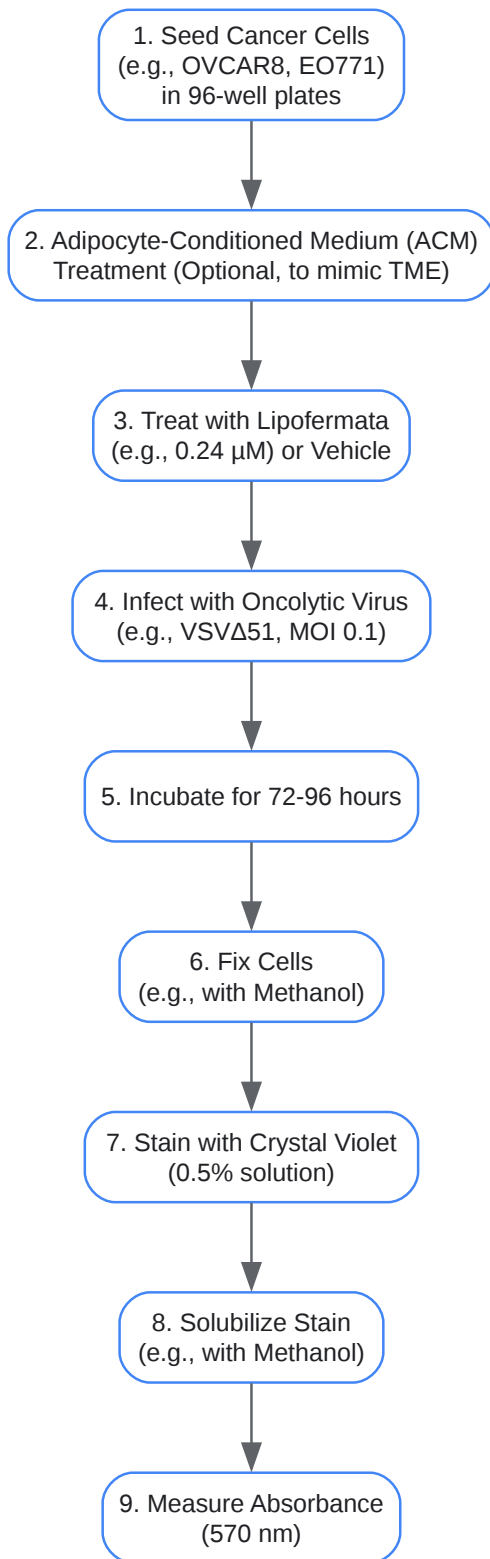 1. Seed Cancer Cells
(e.g., OVCAR8, EO771)
in 96-well plates
2. Adipocyte-Conditioned Medium (ACM)
Treatment (Optional, to mimic TME)
3. Treat with Lipofermata
(e.g., 0.24 µM) or Vehicle
4. Infect with Oncolytic Virus
(e.g., VSVΔ51, MOI 0.1)
5. Incubate for 72-96 hours
6. Fix Cells
(e.g., with Methanol)
7. Stain with Crystal Violet
(0.5% solution)
8. Solubilize Stain
(e.g., with Methanol)
9. Measure Absorbance
(570 nm)